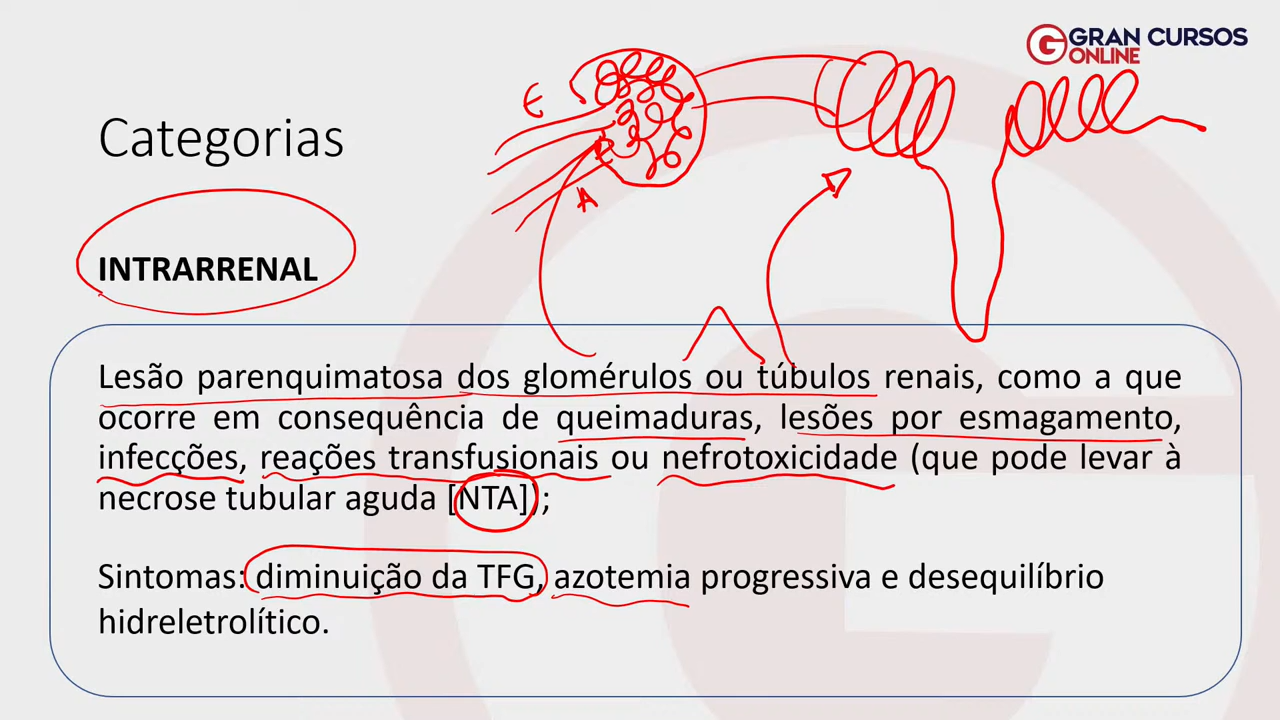 GRAN CURSOS
ONLINE
E
A
Categorias
INTRARRENAL
Lesão parenquimatosa dos glomérulos ou túbulos renais, como a que
ocorre em consequência de queimaduras, lesões por esmagamento,
infecções, reações transfusionais ou nefrotoxicidade (que pode levar à
necrose tubular aguda [NTA]);
Sintomas: diminuição da TFG, azotemia progressiva e desequilíbrio
hidreletrolítico.